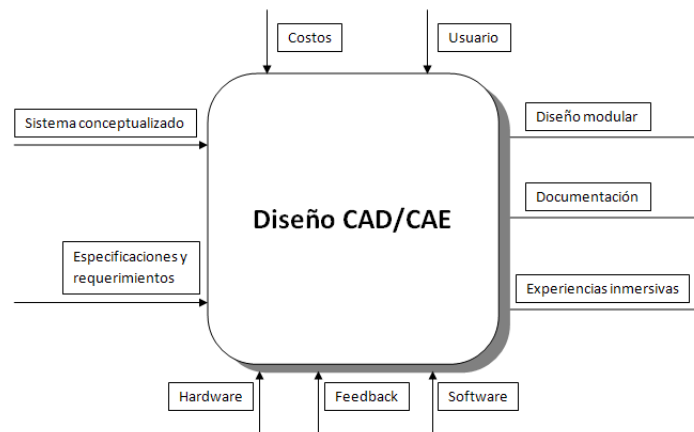 Costos
Usuario
Sistema conceptualizado
Diseño modular
Documentación
Diseño CAD/CAE
Especificaciones y
requerimientos
Experiencias inmersivas
Hardware
Feedback
Software